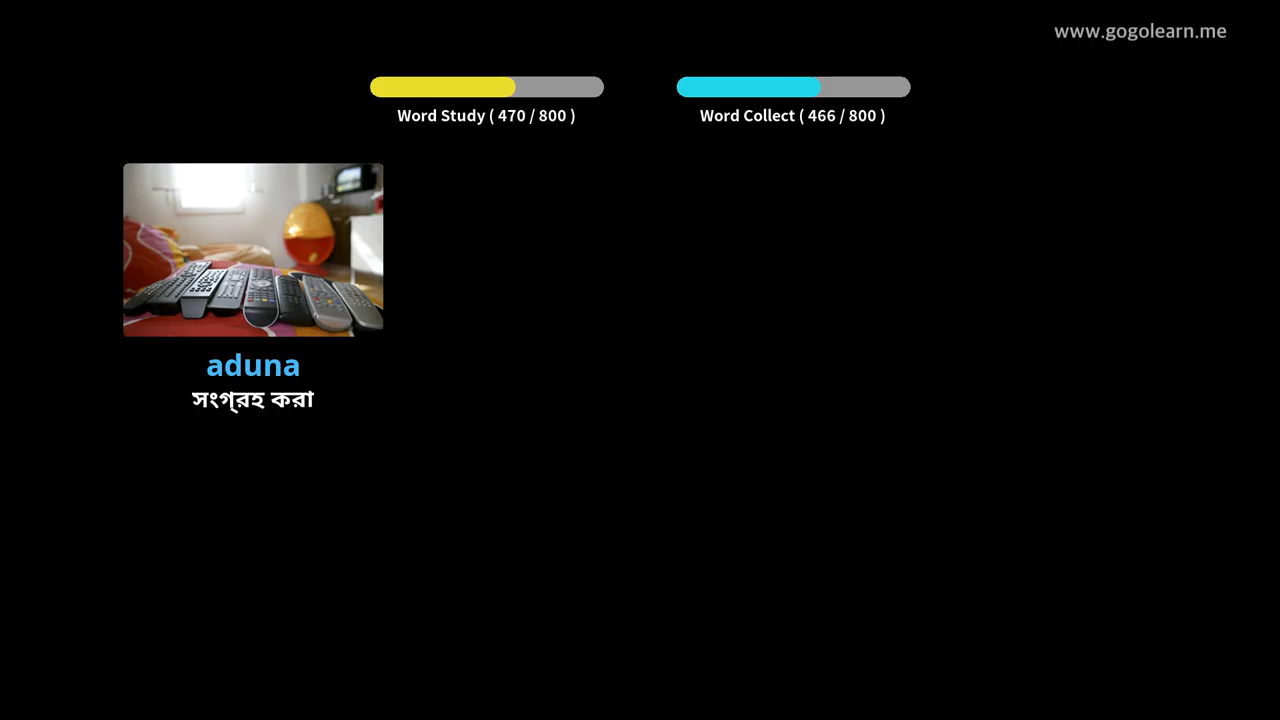 www.gogolearn.me
Word Study ( 470 / 800 )
Word Collect ( 466 / 800 )
aduna
সংগ্রহ করা